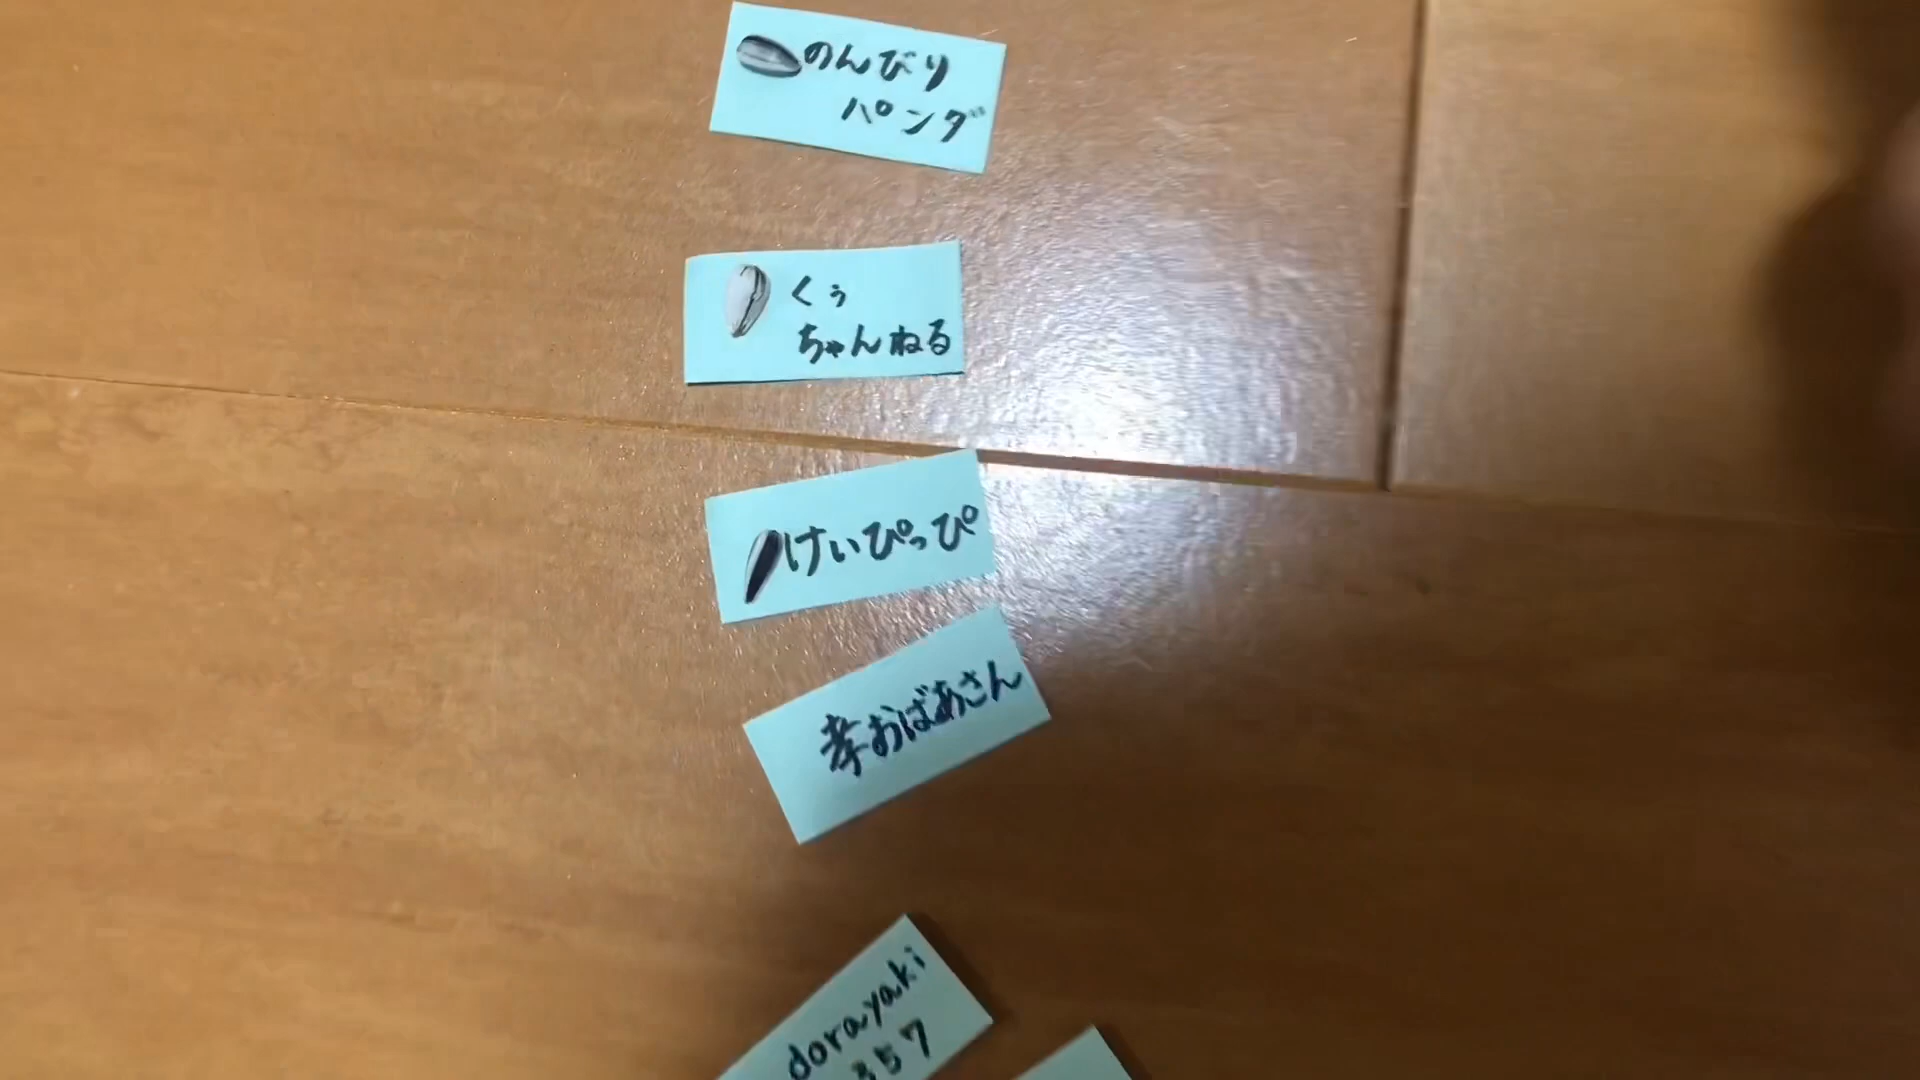 のんびり
パンダ
くぅ
ちゃんねる
けいぴっぴ
孝おばあさん
dorayaki
357